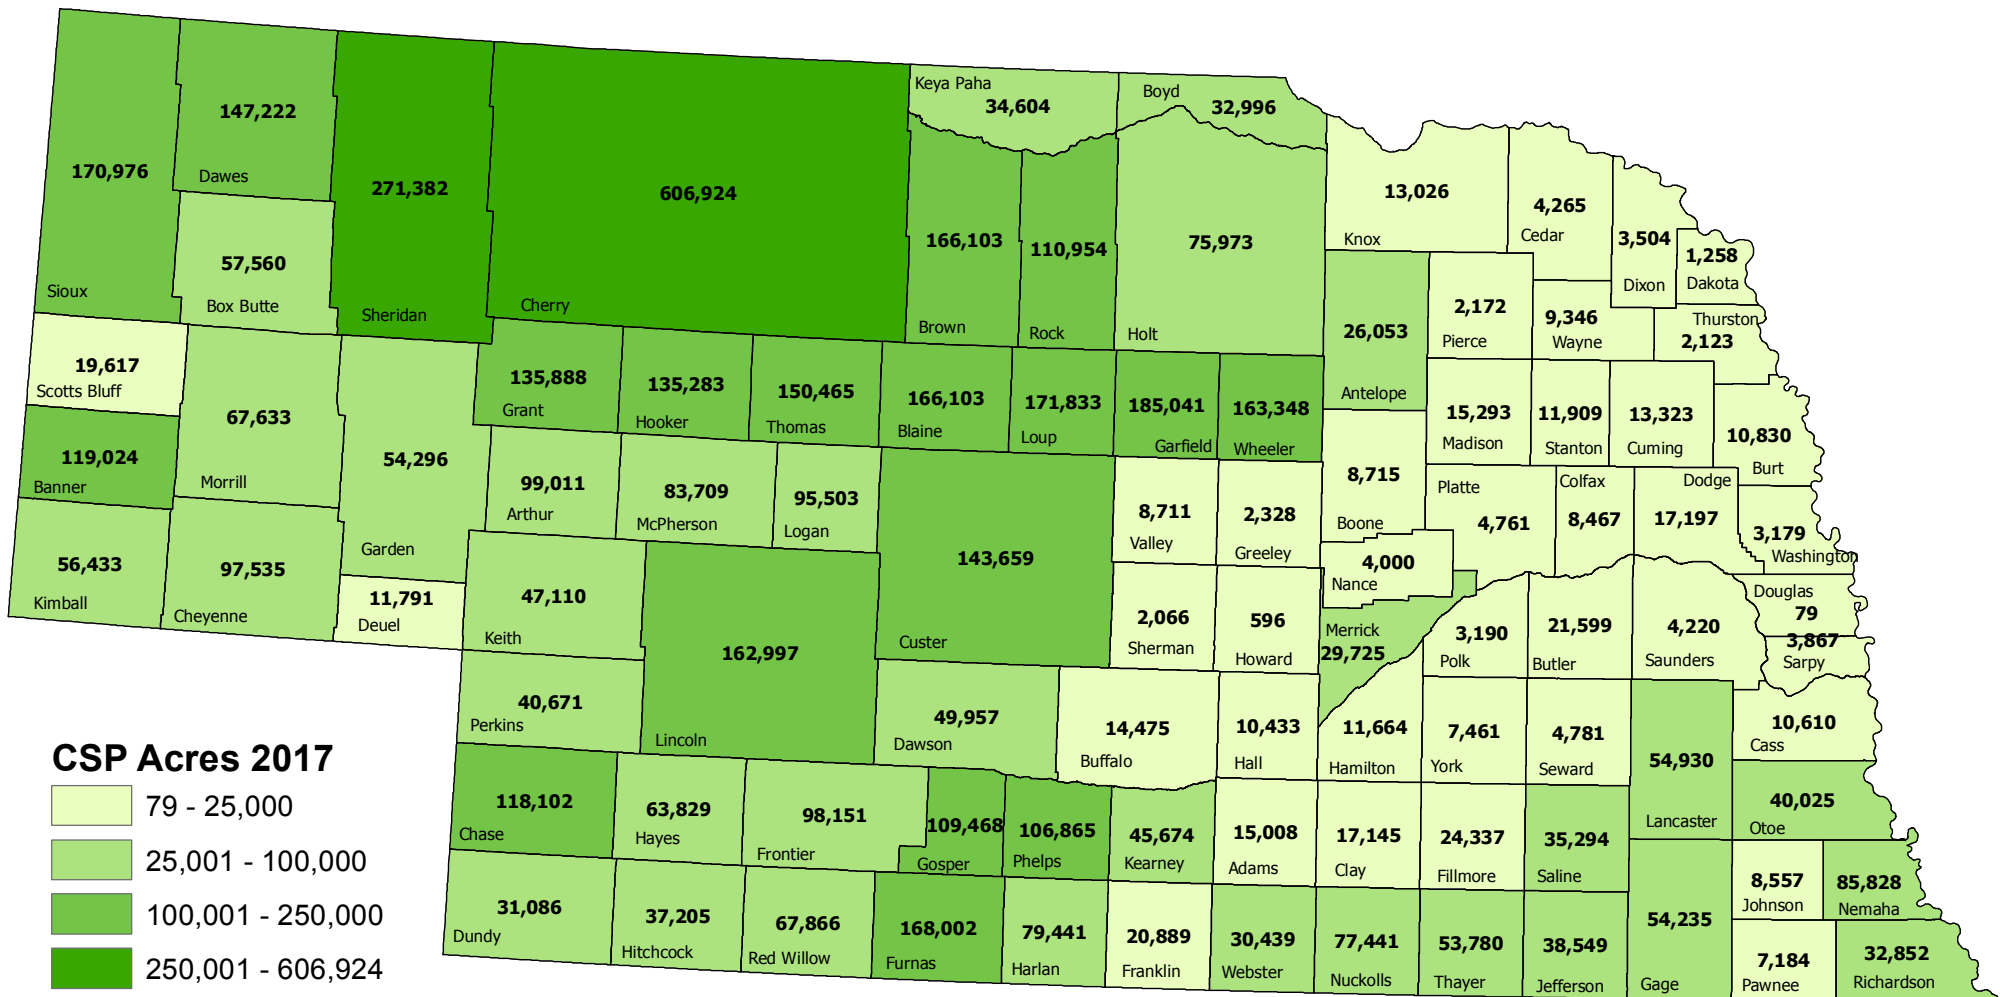 Keya Paha
34,604
Boyd
32,996
147,222
Dawes
170,976
Sioux
271,382
Sheridan
606,924
Cherry
166,103
Brown
110,954
Rock
75,973
Holt
13,026
Knox
4,265
Cedar
3,504
Dixon
1,258
Dakota
57,560
Box Butte
26,053
Antelope
2,172
Pierce
9,346
Wayne
Thurston
2,123
19,617
Scotts Bluff
67,633
Morrill
54,296
Garden
135,888
Grant
135,283
Hooker
150,465
Thomas
166,103
Blaine
171,833
Loup
185,041
Garfield
163,348
Wheeler
15,293
Madison
11,909
Stanton
13,323
Cuming
10,830
Burt
119,024
Banner
99,011
Arthur
83,709
McPherson
95,503
Logan
143,659
Custer
8,711
Valley
2,328
Greeley
8,715
Boone
Platte
4,761
Colfax
8,467
Dodge
17,197
3,179
Washington
56,433
Kimball
97,535
Cheyenne
11,791
Deuel
47,110
Keith
162,997
Lincoln
2,066
Sherman
596
Howard
4,000
Nance
Merrick
29,725
3,190
Polk
21,599
Butler
4,220
Saunders
Douglas
79
3,867
Sarpy
40,671
Perkins
49,957
Dawson
14,475
Buffalo
10,433
Hall
11,664
Hamilton
7,461
York
4,781
Seward
54,930
Lancaster
10,610
Cass
40,025
Otoe
118,102
Chase
63,829
Hayes
98,151
Frontier
109,468
Gosper
106,865
Phelps
45,674
Kearney
15,008
Adams
17,145
Clay
24,337
Fillmore
35,294
Saline
8,557
Johnson
85,828
Nemaha
31,086
Dundy
37,205
Hitchcock
67,866
Red Willow
168,002
Furnas
79,441
Harlan
20,889
Franklin
30,439
Webster
77,441
Nuckolls
53,780
Thayer
38,549
Jefferson
54,235
Gage
7,184
Pawnee
32,852
Richardson
CSP Acres 2017
79 - 25,000
25,001 - 100,000
100,001 - 250,000
250,001 - 606,924